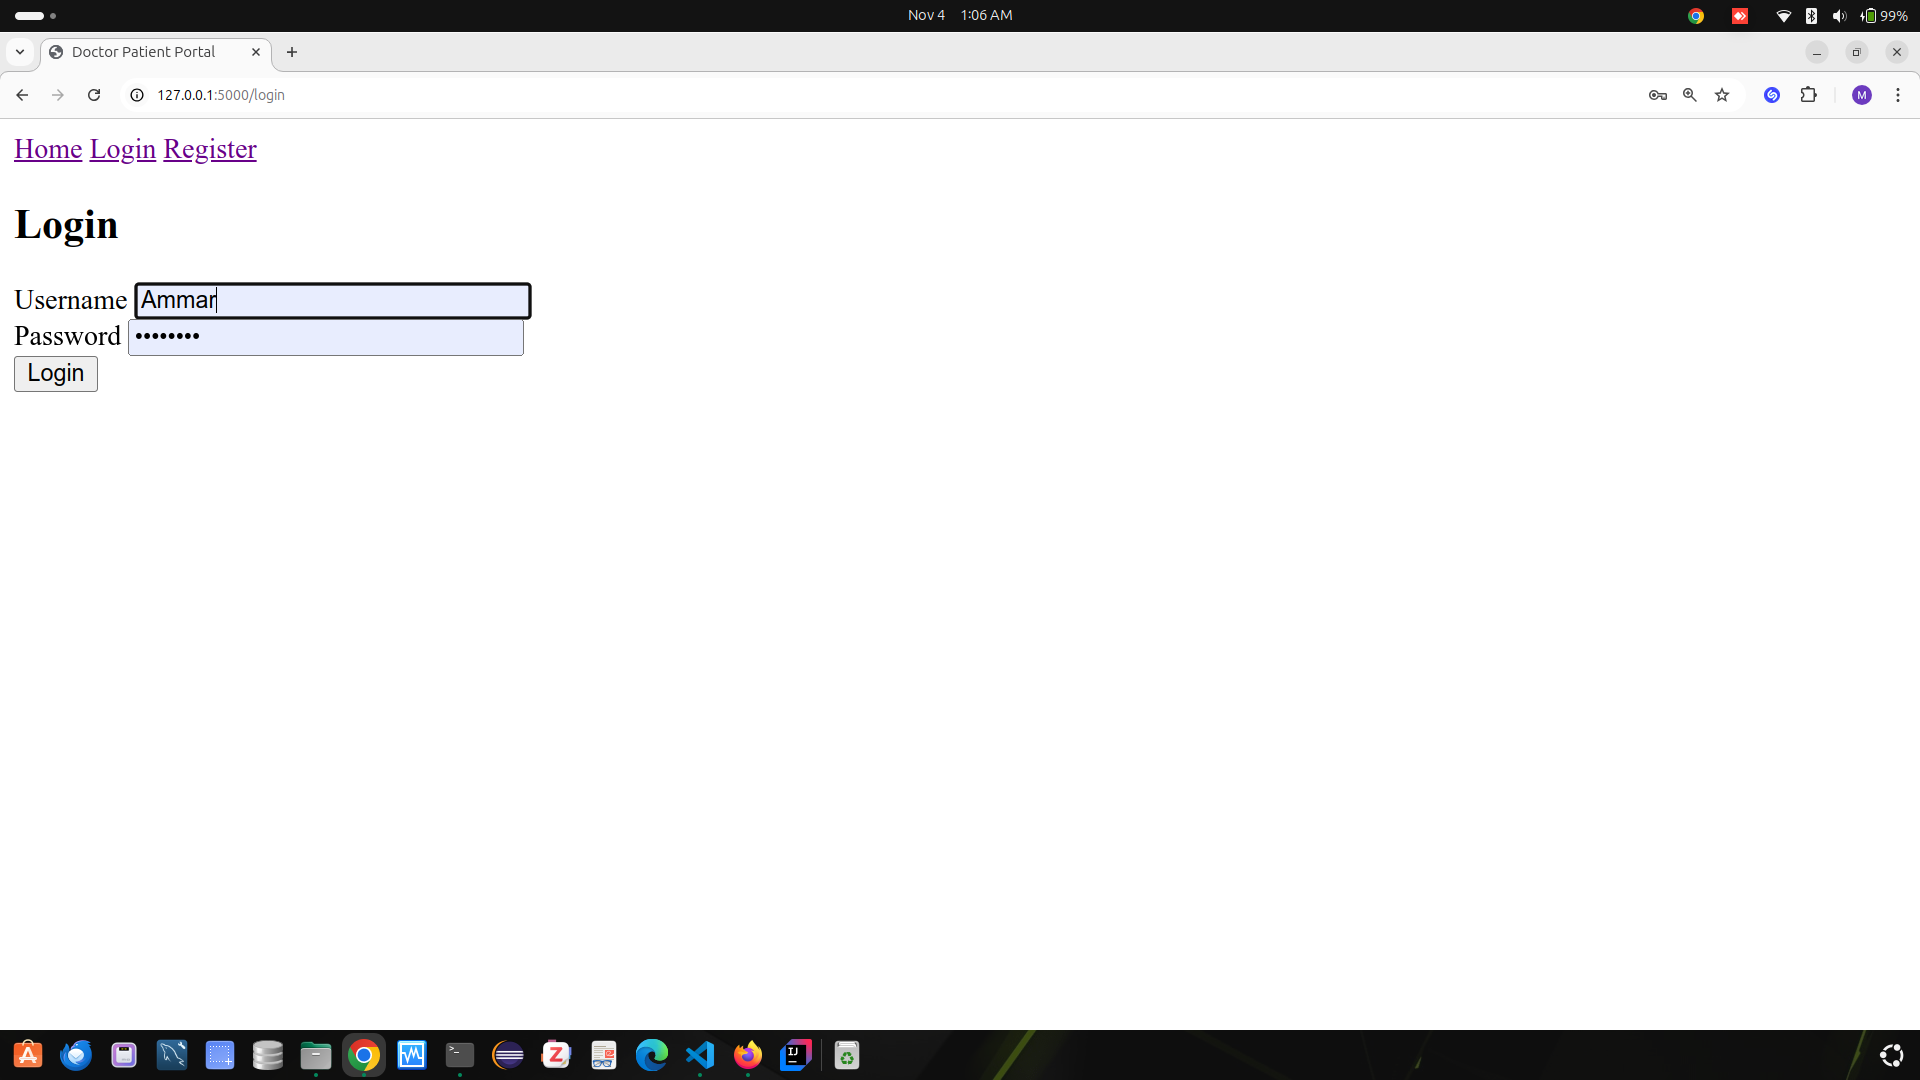 Nov 4 1:06 AM
99%
Doctor Patient Portal
127.0.0.1:5000/login
M
Home Login Register
Login
Username Ammar
Password ••••••••
Login